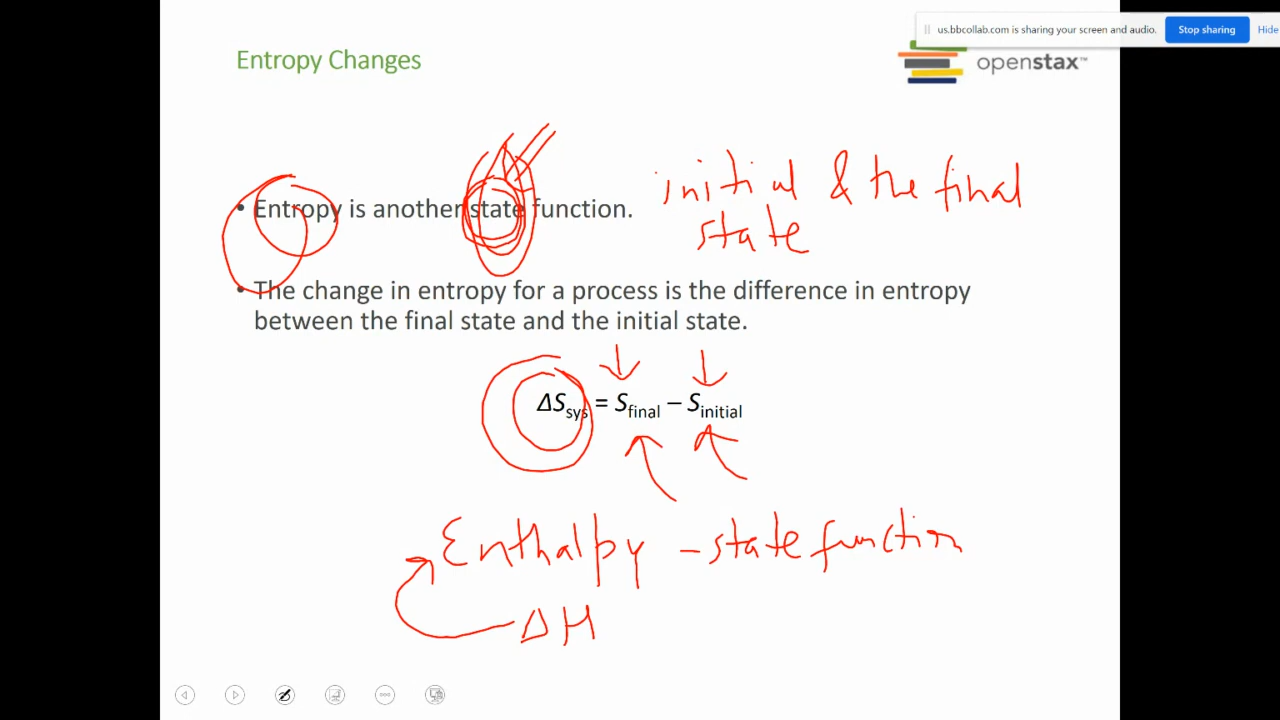 us.bbcollab.com is sharing your screen and audio. Stop sharing Hide
Entropy Changes
openstax™
• Entropy is another state function.
initial & the final
state
• The change in entropy for a process is the difference in entropy
between the final state and the initial state.
ΔSsys = Sfinal – Sinitial
Enthalpy - state function
ΔH